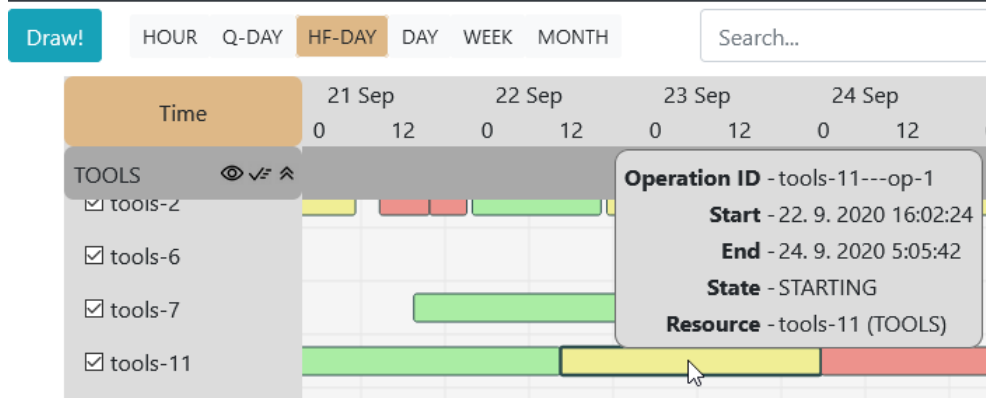 Draw! HOUR Q-DAY HF-DAY DAY WEEK MONTH Search...
Time
21 Sep 22 Sep 23 Sep 24 Sep
0 12 0 12 0 12 0 12
TOOLS
tools-2
tools-6
tools-7
tools-11
Operation ID - tools-11---op-1
Start - 22. 9. 2020 16:02:24
End - 24. 9. 2020 5:05:42
State - STARTING
Resource - tools-11 (TOOLS)